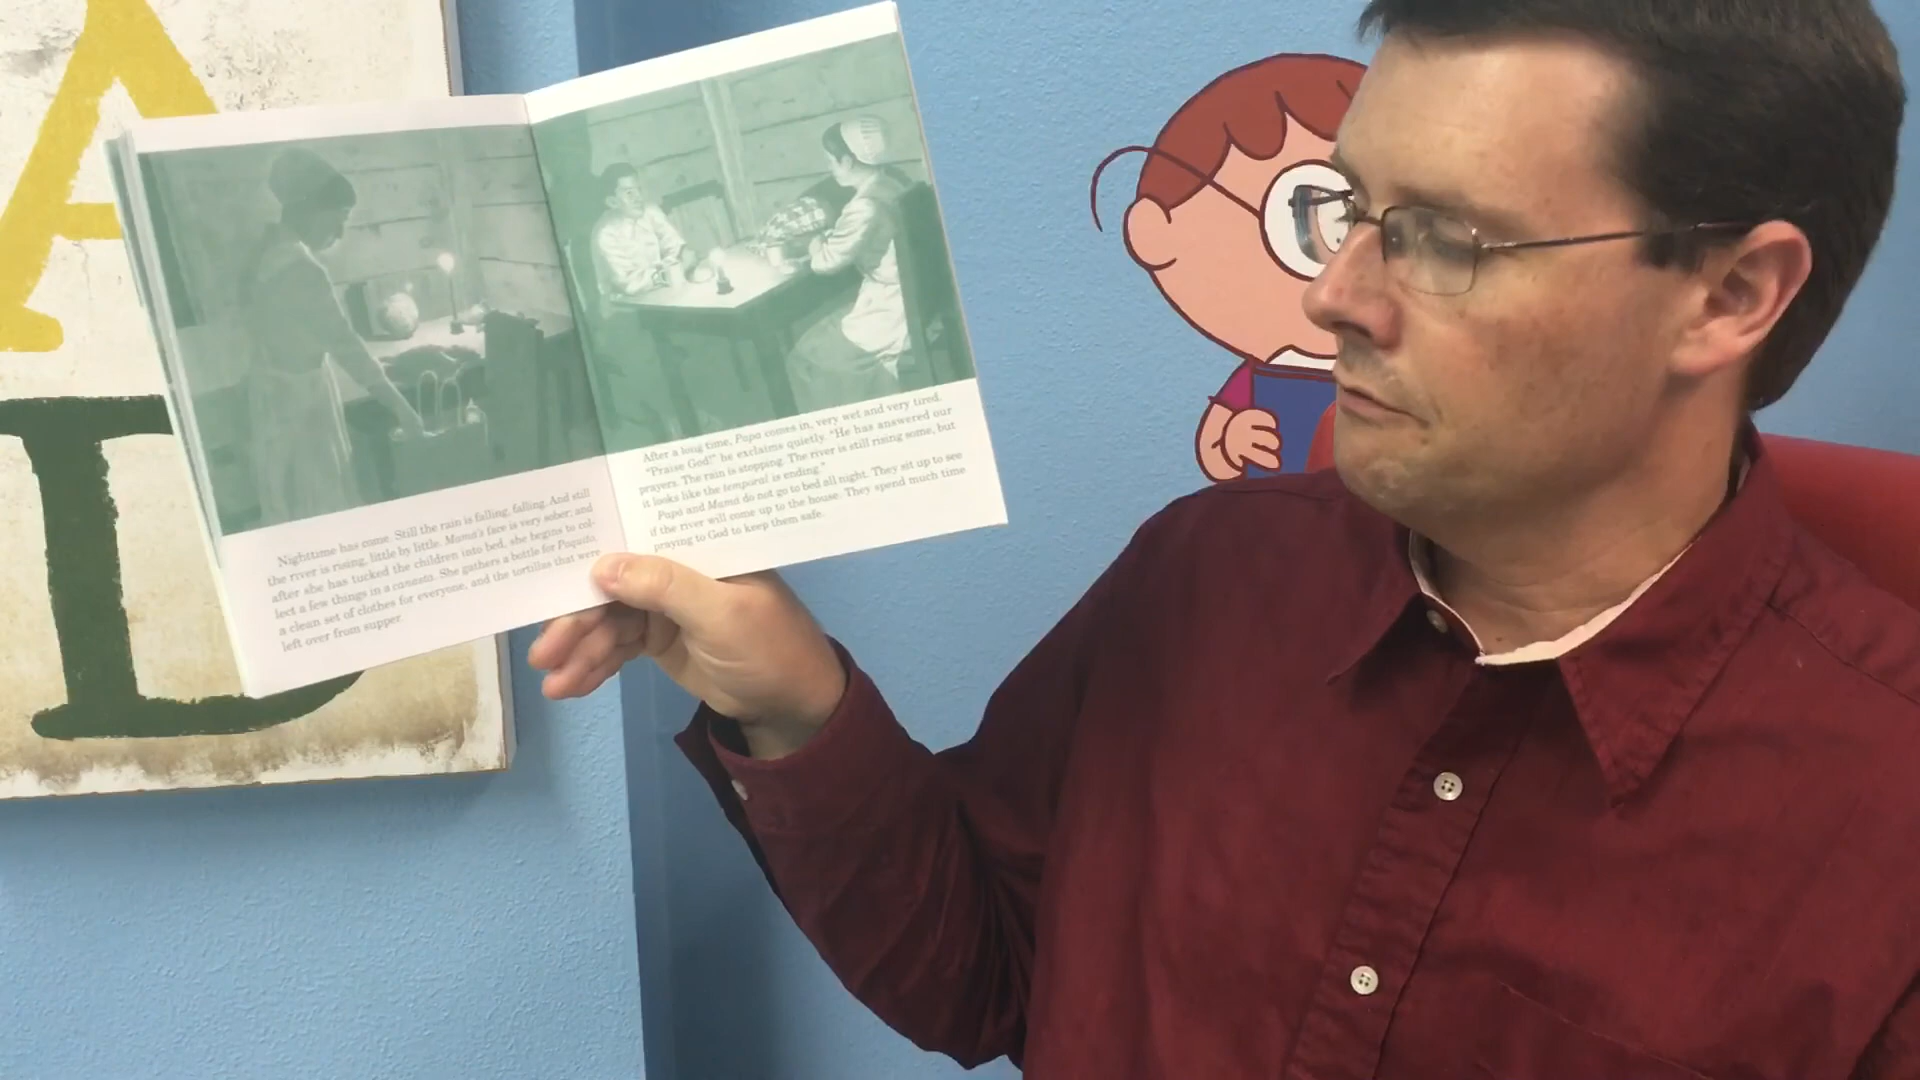 A
L
Nighttime has come. Still the rain is falling, falling. And still
the river is rising, little by little. Mama's face is very sober; and
after she has tucked the children into bed, she begins to col-
lect a few things in a canasta. She gathers a bottle for Poquito,
a clean set of clothes for everyone, and the tortillas that were
left over from supper.
After a long time, Papa comes in, very wet and very tired.
"Praise God!" he exclaims quietly. "He has answered our
prayers. The rain is stopping. The river is still rising some, but
it looks like the temporal is ending."
Papa and Mamá do not go to bed all night. They sit up to see
if the river will come up to the house. They spend much time
praying to God to keep them safe.